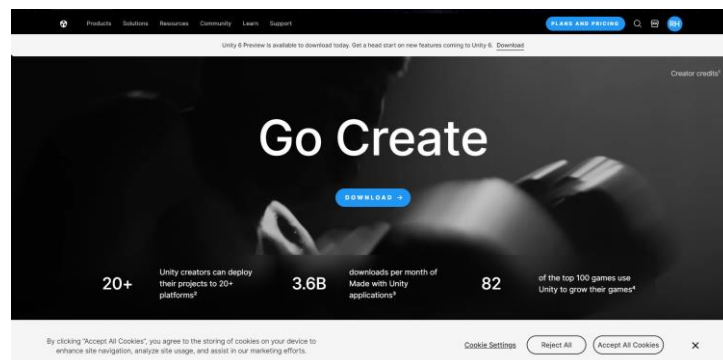 Products Solutions Resources Community Learn Support PLANS AND PRICING RH
Unity 6 Preview is available to download today. Get a head start on new features coming to Unity 6. Download
Creator credits¹
Go Create
DOWNLOAD →
20+
Unity creators can deploy
their projects to 20+
platforms²
3.6B
downloads per month of
Made with Unity
applications³
82
of the top 100 games use
Unity to grow their games⁴
By clicking "Accept All Cookies", you agree to the storing of cookies on your device to
enhance site navigation, analyze site usage, and assist in our marketing efforts.
Cookie Settings Reject All Accept All Cookies